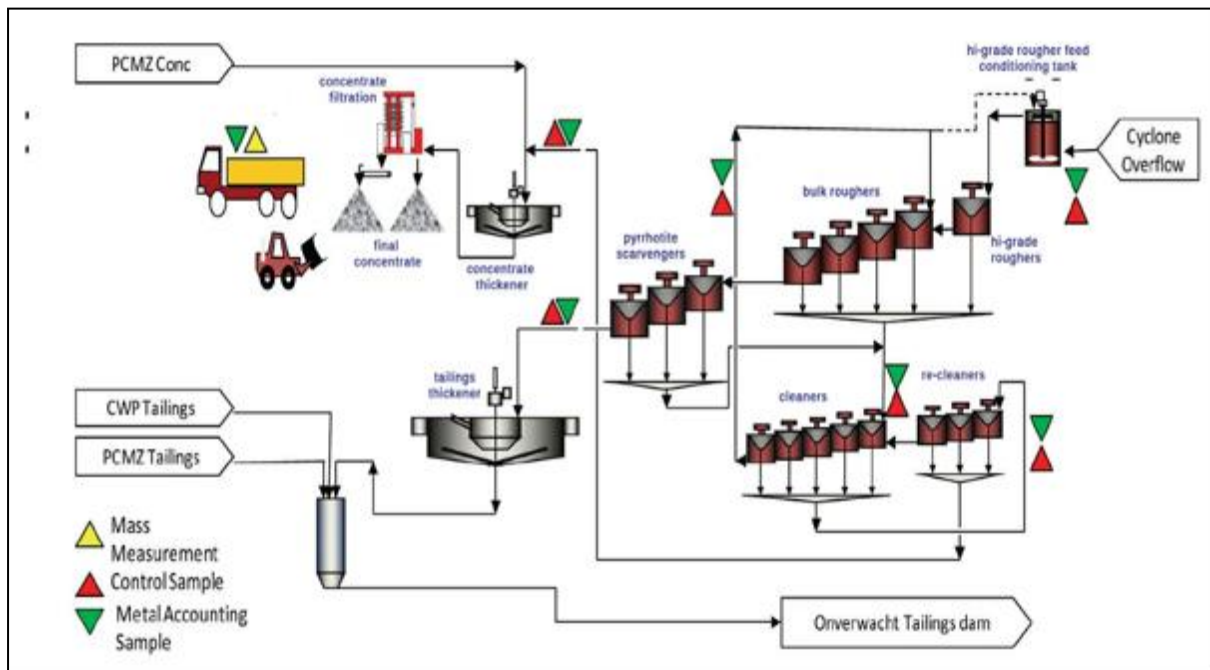 PCMZ Conc
concentrate
filtration
hi-grade rougher feed
conditioning tank
Cyclone
Overflow
bulk roughers
hi-grade
roughers
pyrrhotite
scarvengers
final
concentrate
concentrate
thickener
tailings
thickener
cleaners
re-cleaners
CWP Tailings
PCMZ Tailings
Mass
Measurement
Control Sample
Metal Accounting
Sample
Onverwacht Tailings dam